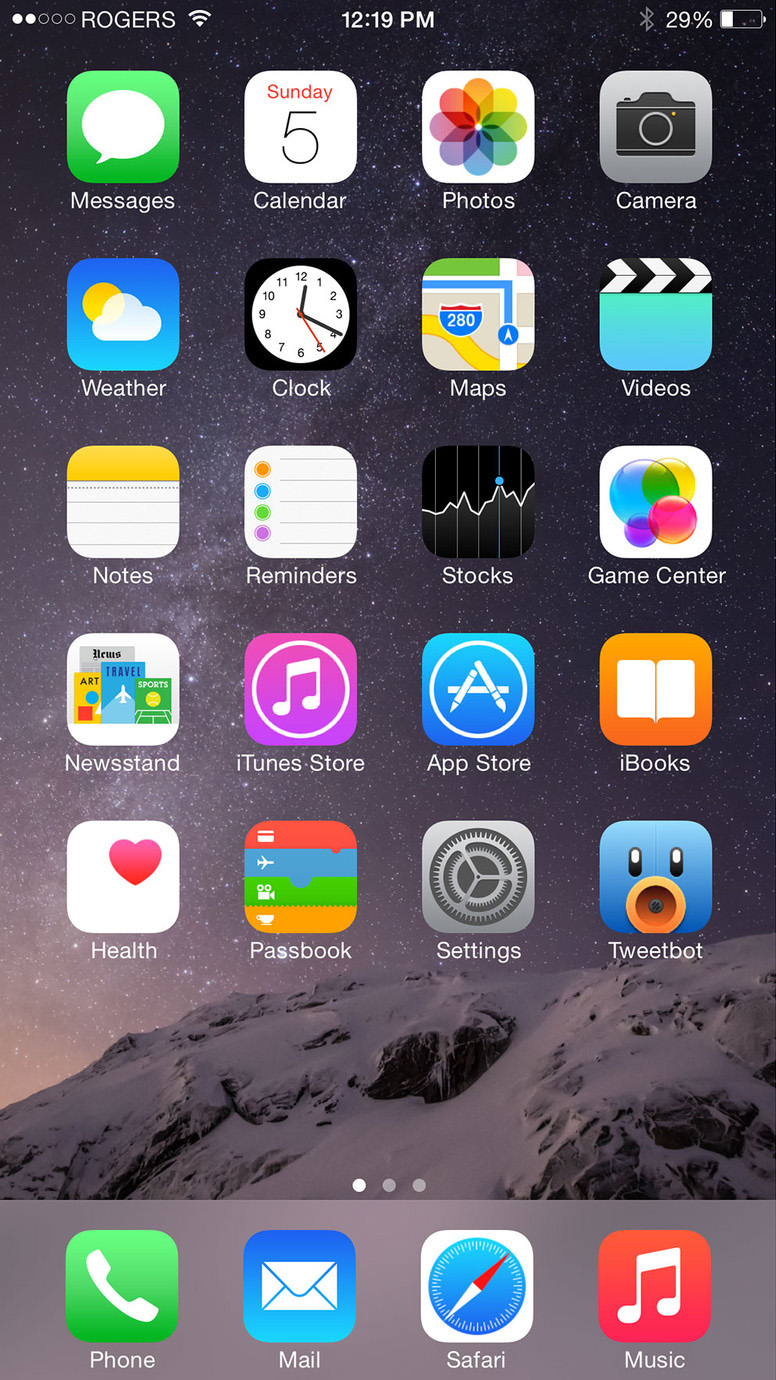 ROGERS 12:19 PM 29%
Sunday
5
Messages Calendar Photos Camera
12
11 1
10 2
9 3
8 4
7 5
6
280
Weather Clock Maps Videos
Notes Reminders Stocks Game Center
News
TRAVEL
ART
SPORTS
Newsstand iTunes Store App Store iBooks
Health Passbook Settings Tweetbot
Phone Mail Safari Music